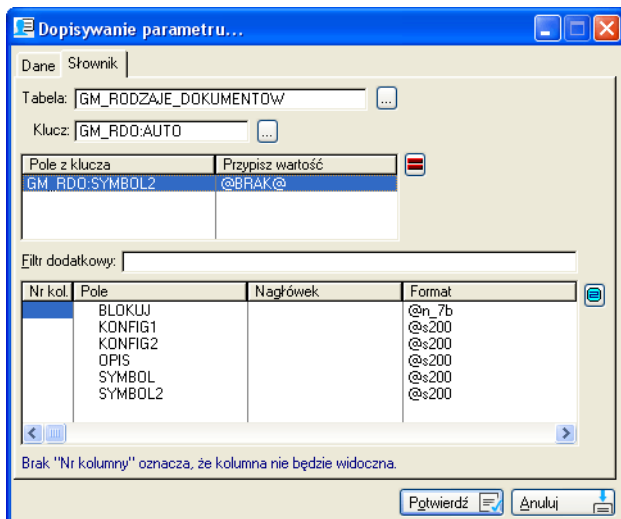 Dopisywanie parametru...
Dane Słownik
Tabela: GM_RODZAJE_DOKUMENTOW ...
Klucz: GM_RDO:AUTO ...
Pole z klucza Przypisz wartość
GM_RDO:SYMBOL2 @BRAK@
Filtr dodatkowy:
Nr kol. Pole Nagłówek Format
BLOKUJ @n_7b
KONFIG1 @s200
KONFIG2 @s200
OPIS @s200
SYMBOL @s200
SYMBOL2 @s200
Brak "Nr kolumny" oznacza, że kolumna nie będzie widoczna.
Potwierdź Anuluj